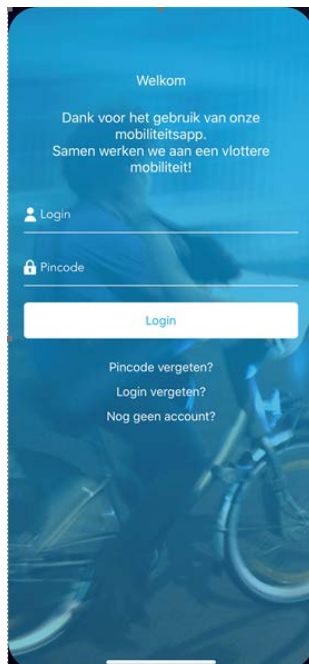 Welkom
Dank voor het gebruik van onze
mobiliteitsapp.
Samen werken we aan een vlottere
mobiliteit!
Login
Pincode
Login
Pincode vergeten?
Login vergeten?
Nog geen account?